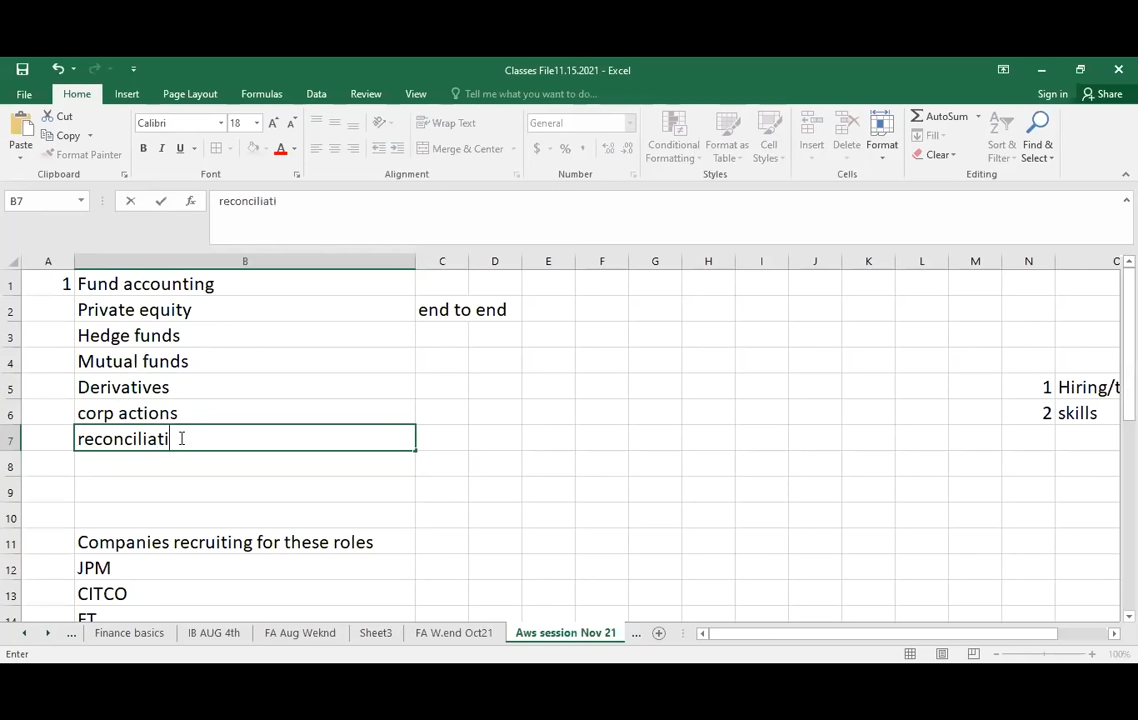 Classes File11.15.2021 - Excel
File Home Insert Page Layout Formulas Data Review View Tell me what you want to do... Sign in Share
Paste Cut Copy Format Painter Clipboard
Calibri 18 A A B I U A Font
Wrap Text Merge & Center Alignment
General $ % , Number
Conditional Formatting Format as Table Cell Styles Styles
Insert Delete Format Cells
AutoSum Fill Clear Sort & Filter Find & Select Editing
B7 fx reconciliati
A B C D E F G H I J K L M N
1 1 Fund accounting
2 Private equity end to end
3 Hedge funds
4 Mutual funds
5 Derivatives 1 Hiring/t
6 corp actions 2 skills
7 reconciliati
8
9
10
11 Companies recruiting for these roles
12 JPM
13 CITCO
... Finance basics IB AUG 4th FA Aug Weknd Sheet3 FA W.end Oct21 Aws session Nov 21 ...
Enter 100%